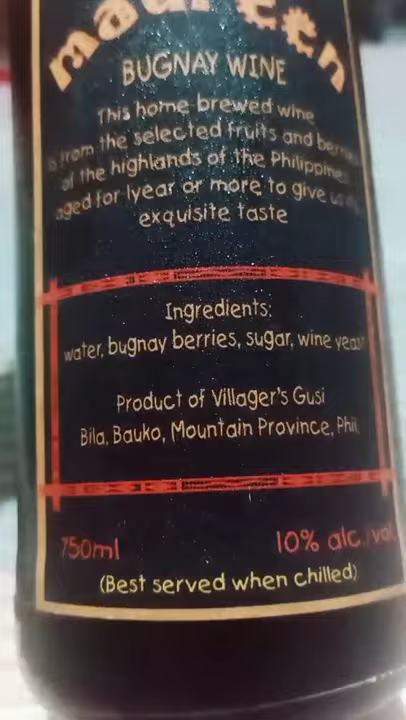 BUGNAY WINE
This home-brewed wine
from the selected fruits and
of the highlands of the Philippines
aged for 1year or more to give
exquisite taste
Ingredients:
water, bugnay berries, sugar, wine yeast
Product of Villager's Gusi
Bila, Bauko, Mountain Province, Phil.
750ml
10% alc./vol.
(Best served when chilled)